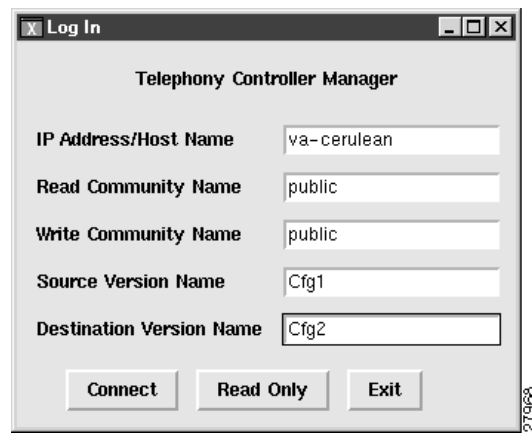 X Log In
Telephony Controller Manager
IP Address/Host Name va-cerulean
Read Community Name public
Write Community Name public
Source Version Name Cfg1
Destination Version Name Cfg2
Connect Read Only Exit
27968